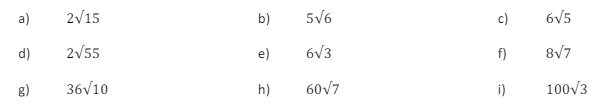 a) 2√15 b) 5√6 c) 6√5
d) 2√55 e) 6√3 f) 8√7
g) 36√10 h) 60√7 i) 100√3